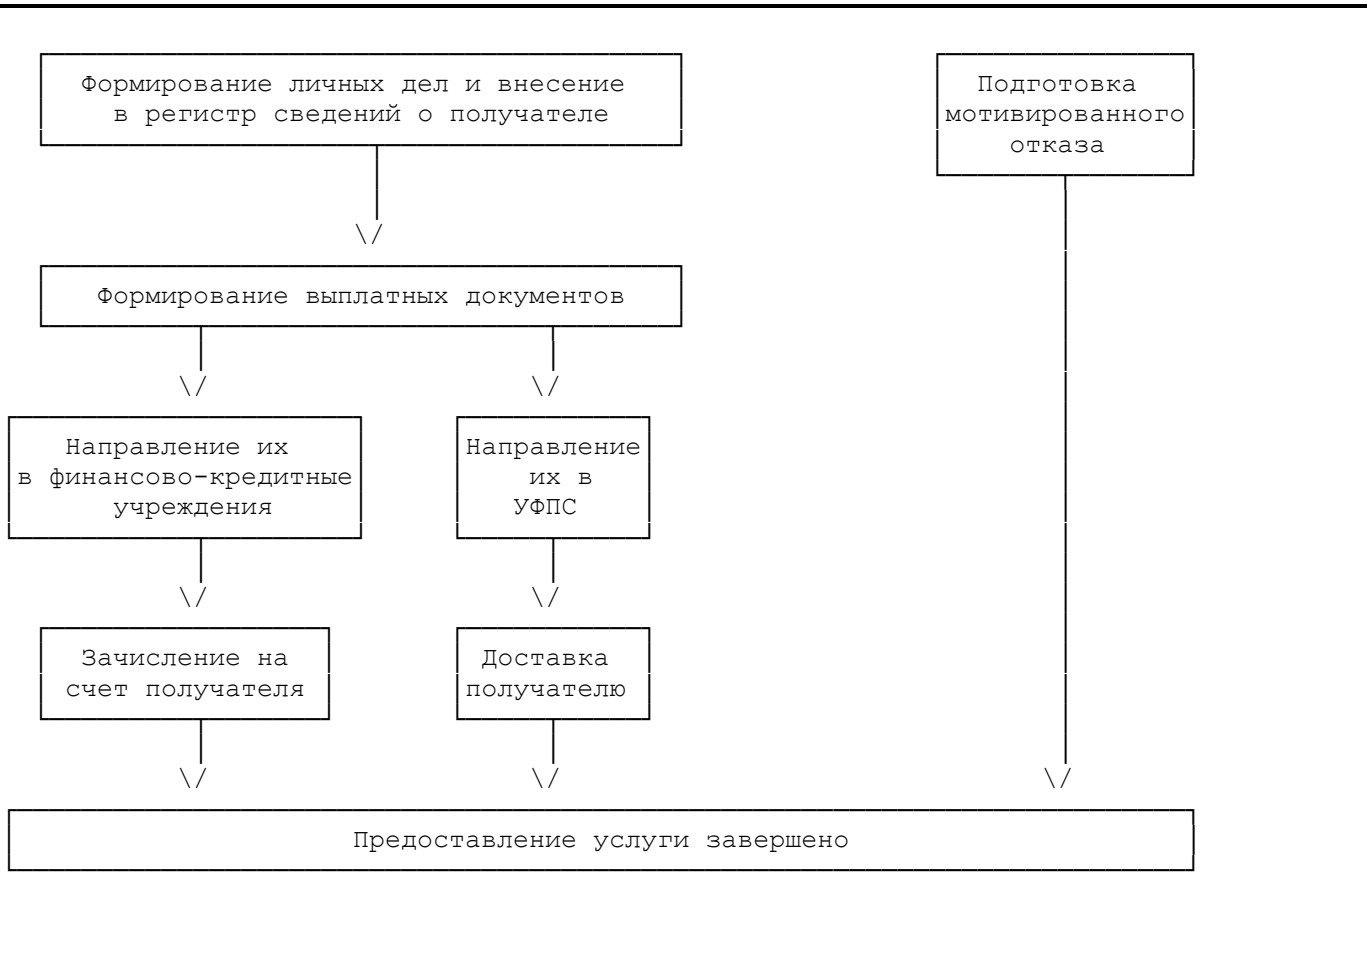 Формирование личных дел и внесение
в регистр сведений о получателе
Подготовка
мотивированного
отказа
\/
Формирование выплатных документов
\/
\/
Направление их
в финансово-кредитные
учреждения
Направление
их в
УФПС
\/
\/
Зачисление на
счет получателя
Доставка
получателю
\/
\/
\/
Предоставление услуги завершено